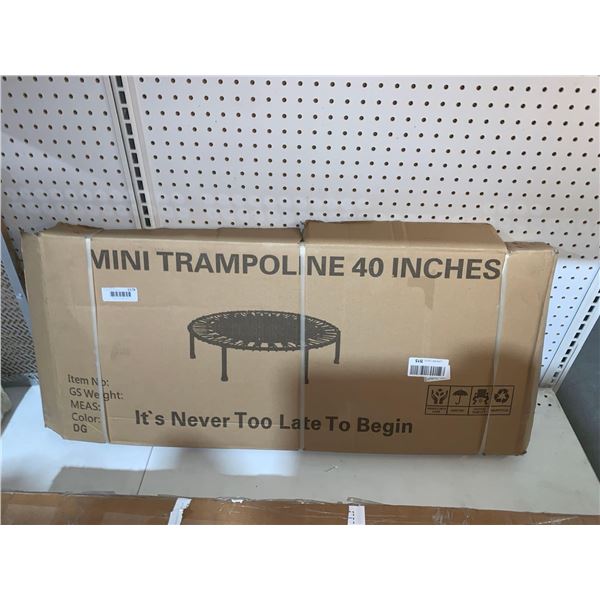 MINI TRAMPOLINE 40 INCHES
Item No:
GS Weight:
MEAS:
Color:
DG
It`s Never Too Late To Begin